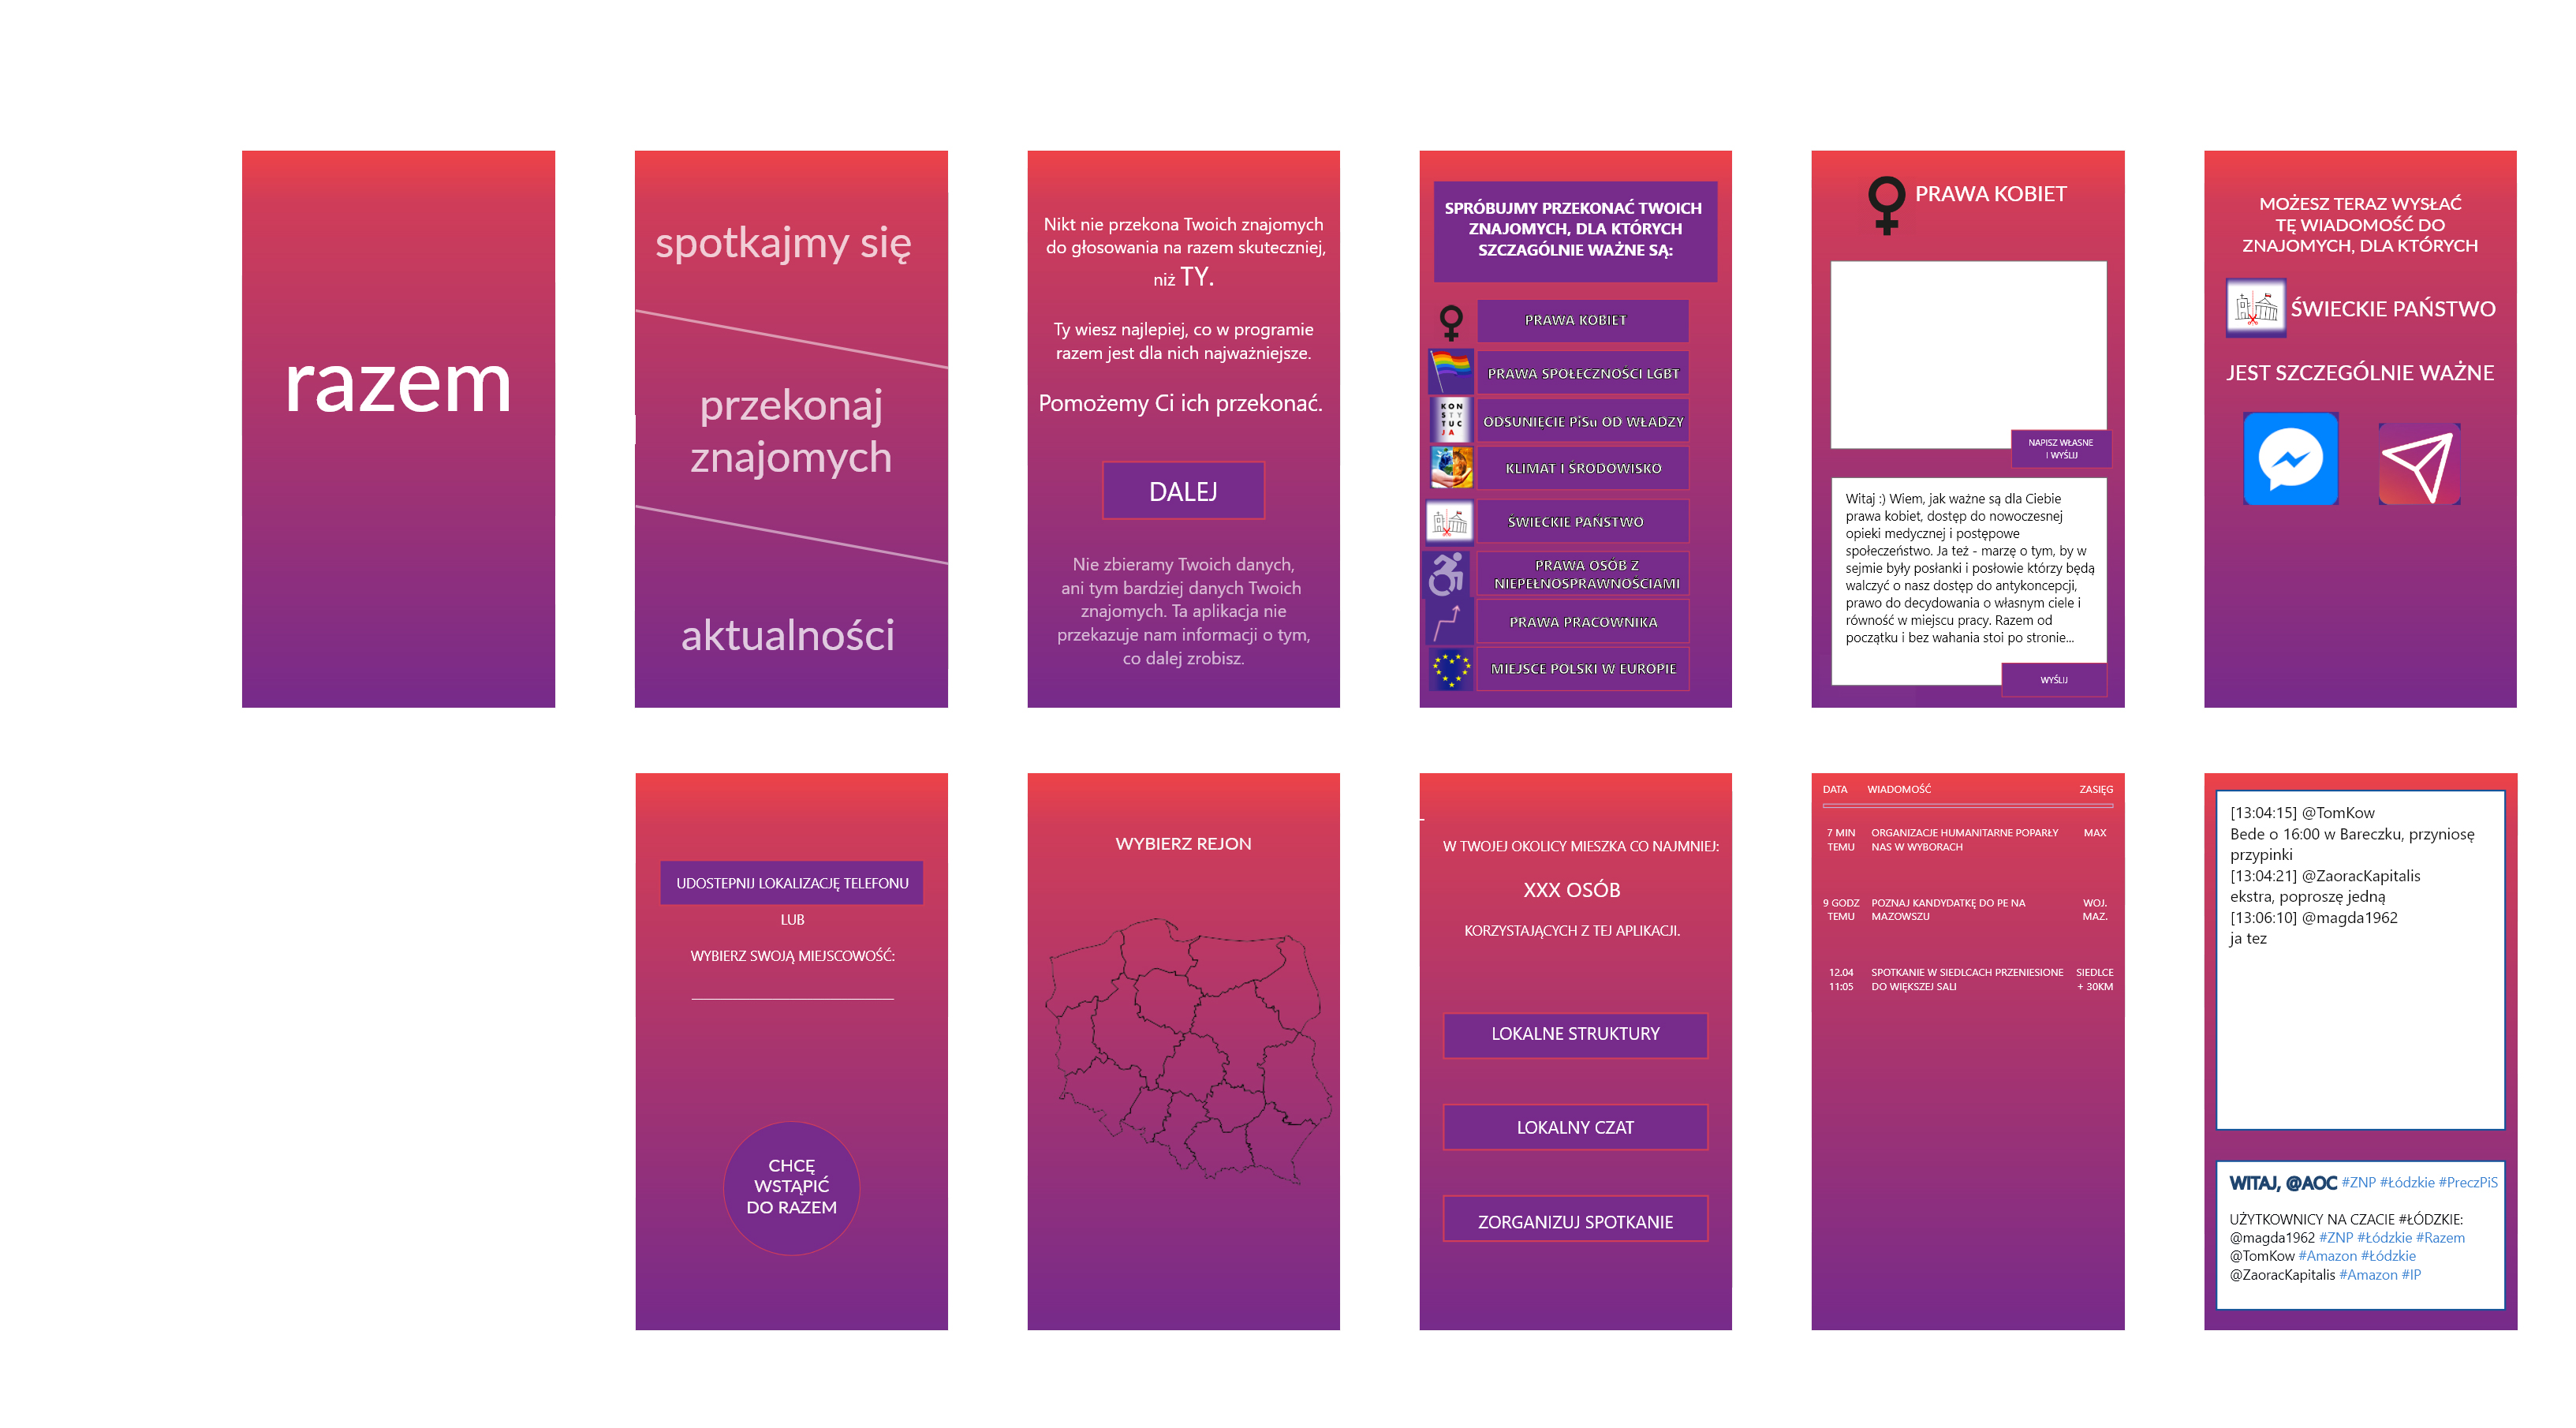 razem
spotkajmy się
przekonaj
znajomych
aktualności
Nikt nie przekona Twoich znajomych
do głosowania na razem skuteczniej,
niż TY.
Ty wiesz najlepiej, co w programie
razem jest dla nich najważniejsze.
Pomożemy Ci ich przekonać.
DALEJ
Nie zbieramy Twoich danych,
ani tym bardziej danych Twoich
znajomych. Ta aplikacja nie
przekazuje nam informacji o tym,
co dalej zrobisz.
SPRÓBUJMY PRZEKONAĆ TWOICH
ZNAJOMYCH, DLA KTÓRYCH
SZCZAGÓLNIE WAŻNE SĄ:
PRAWA KOBIET
PRAWA SPOŁECZNOSCI LGBT
KON
STY
TUC
JA
ODSUNIECIE PiSu OD WŁADZY
KLIMAT I ŚRODOWISKO
ŚWIECKIE PAŃSTWO
PRAWA OSÓB Z
NIEPEŁNOSPRAWNOŚCIAMI
PRAWA PRACOWNIKA
MIEJSCE POLSKI W EUROPIE
PRAWA KOBIET
NAPISZ WŁASNE
I WYŚLIJ
Witaj :) Wiem, jak ważne są dla Ciebie
prawa kobiet, dostęp do nowoczesnej
opieki medycznej i postępowe
społeczeństwo. Ja też - marzę o tym, by w
sejmie były posłanki i posłowie którzy będą
walczyć o nasz dostęp do antykoncepcji,
prawo do decydowania o własnym ciele i
równość w miejscu pracy. Razem od
początku i bez wahania stoi po stronie...
WYŚLIJ
MOŻESZ TERAZ WYSŁAĆ
TĘ WIADOMOŚĆ DO
ZNAJOMYCH, DLA KTÓRYCH
ŚWIECKIE PAŃSTWO
JEST SZCZEGÓLNIE WAŻNE
UDOSTEPNIJ LOKALIZACJĘ TELEFONU
LUB
WYBIERZ SWOJĄ MIEJSCOWOŚĆ:
CHCĘ
WSTĄPIĆ
DO RAZEM
WYBIERZ REJON
W TWOJEJ OKOLICY MIESZKA CO NAJMNIEJ:
XXX OSÓB
KORZYSTAJĄCYCH Z TEJ APLIKACJI.
LOKALNE STRUKTURY
LOKALNY CZAT
ZORGANIZUJ SPOTKANIE
DATA WIADOMOŚĆ ZASIĘG
7 MIN ORGANIZACJE HUMANITARNE POPARŁY MAX
TEMU NAS W WYBORACH
9 GODZ POZNAJ KANDYDATKĘ DO PE NA WOJ.
TEMU MAZOWSZU MAZ.
12.04 SPOTKANIE W SIEDLCACH PRZENIESIONE SIEDLCE
11:05 DO WIĘKSZEJ SALI + 30KM
[13:04:15] @TomKow
Bede o 16:00 w Bareczku, przyniosę
przypinki
[13:04:21] @ZaoracKapitalis
ekstra, poproszę jedną
[13:06:10] @magda1962
ja tez
WITAJ, @AOC #ZNP #Łódzkie #PreczPiS
UŻYTKOWNICY NA CZACIE #ŁÓDZKIE:
@magda1962 #ZNP #Łódzkie #Razem
@TomKow #Amazon #Łódzkie
@ZaoracKapitalis #Amazon #IP